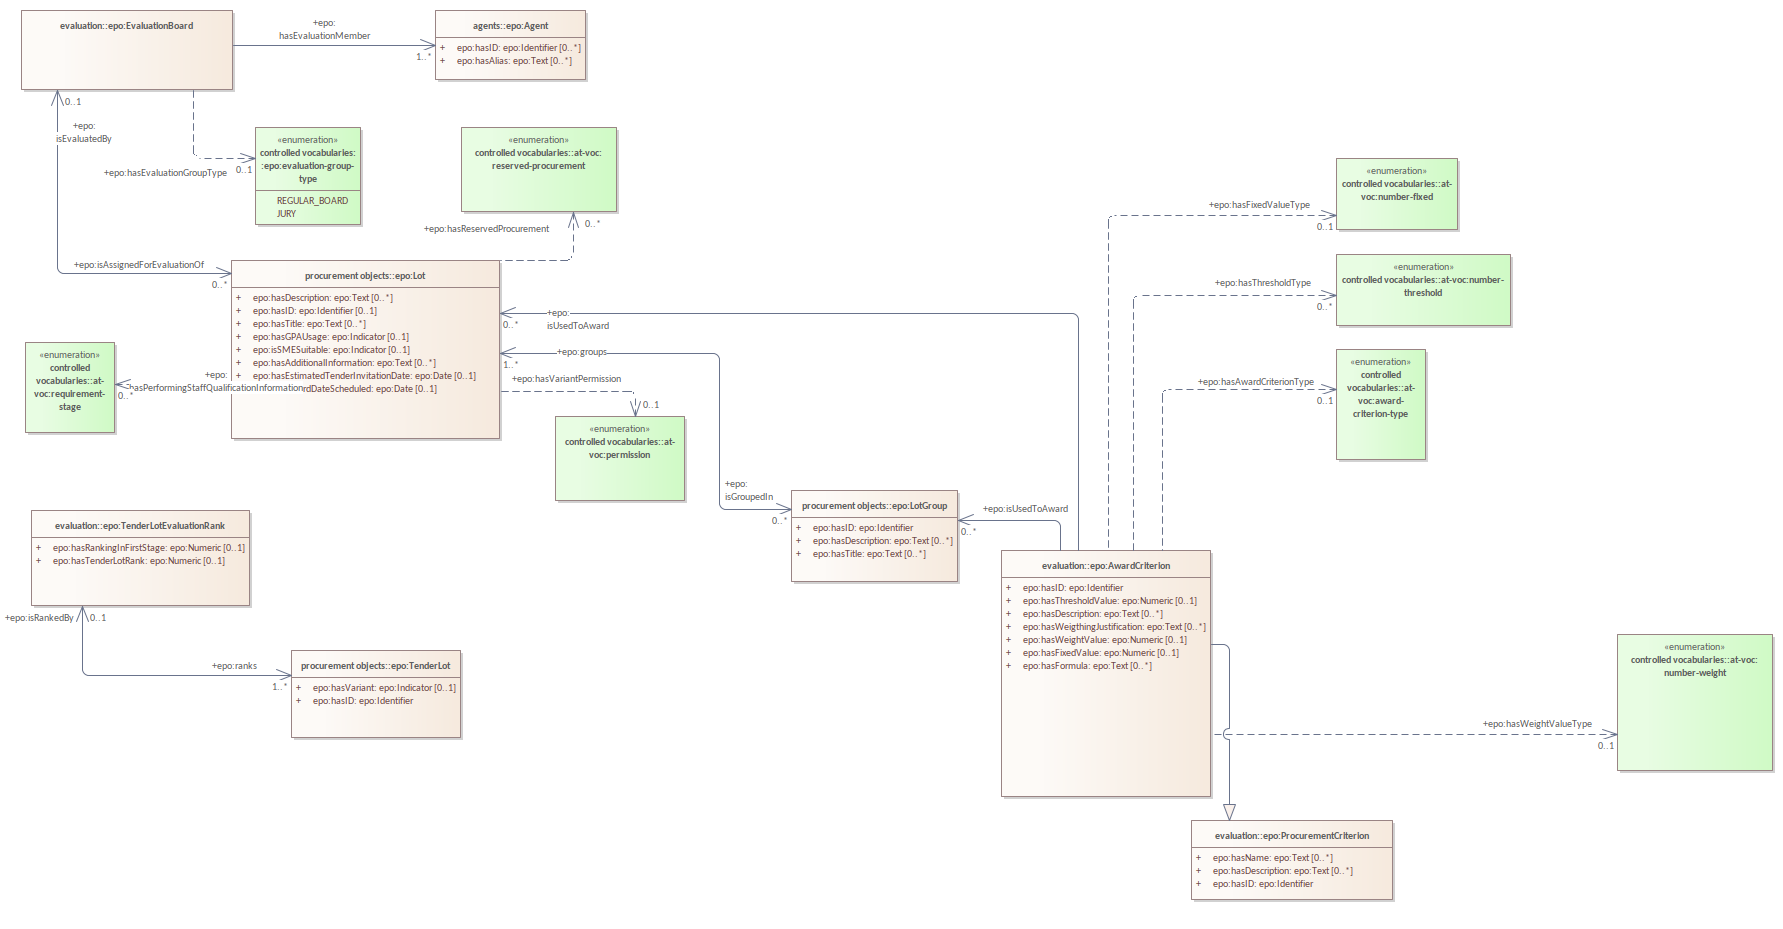 evaluation::epo:EvaluationBoard
+epo:
hasEvaluationMember
1..*
agents::epo:Agent
+ epo:hasID: epo:Identifier [0..*]
+ epo:hasAlias: epo:Text [0..*]
0..1
+epo:
isEvaluatedBy
+epo:hasEvaluationGroupType
0..1
«enumeration»
controlled vocabularies:
:epo:evaluation-group-
type
REGULAR_BOARD
JURY
«enumeration»
controlled vocabularies::at-voc:
reserved-procurement
+epo:hasReservedProcurement
0..*
+epo:isAssignedForEvaluationOf
0..*
procurement objects::epo:Lot
+ epo:hasDescription: epo:Text [0..*]
+ epo:hasID: epo:Identifier [0..1]
+ epo:hasTitle: epo:Text [0..*]
+ epo:hasGPAUsage: epo:Indicator [0..1]
+ epo:isSMESuitable: epo:Indicator [0..1]
+ epo:hasAdditionalInformation: epo:Text [0..*]
+ epo:hasEstimatedTenderInvitationDate: epo:Date [0..1]
rdDateScheduled: epo:Date [0..1]
+epo:
hasPerformingStaffQualificationInformation
0..*
«enumeration»
controlled
vocabularies::at-
voc:requirement-
stage
+epo:
isUsedToAward
0..*
+epo:groups
1..*
+epo:hasVariantPermission
0..1
«enumeration»
controlled vocabularies::at-
voc:permission
+epo:
isGroupedIn
0..*
procurement objects::epo:LotGroup
+ epo:hasID: epo:Identifier
+ epo:hasDescription: epo:Text [0..*]
+ epo:hasTitle: epo:Text [0..*]
+epo:isUsedToAward
0..*
+epo:hasFixedValueType
0..1
«enumeration»
controlled vocabularies::at-
voc:number-fixed
+epo:hasThresholdType
0..*
«enumeration»
controlled vocabularies::at-voc:number-
threshold
+epo:hasAwardCriterionType
0..1
«enumeration»
controlled
vocabularies::at-
voc:award-
criterion-type
evaluation::epo:TenderLotEvaluationRank
+ epo:hasRankingInFirstStage: epo:Numeric [0..1]
+ epo:hasTenderLotRank: epo:Numeric [0..1]
+epo:isRankedBy
0..1
+epo:ranks
1..*
procurement objects::epo:TenderLot
+ epo:hasVariant: epo:Indicator [0..1]
+ epo:hasID: epo:Identifier
evaluation::epo:AwardCriterion
+ epo:hasID: epo:Identifier
+ epo:hasThresholdValue: epo:Numeric [0..1]
+ epo:hasDescription: epo:Text [0..*]
+ epo:hasWeigthingJustification: epo:Text [0..*]
+ epo:hasWeightValue: epo:Numeric [0..1]
+ epo:hasFixedValue: epo:Numeric [0..1]
+ epo:hasFormula: epo:Text [0..*]
+epo:hasWeightValueType
0..1
«enumeration»
controlled vocabularies::at-voc:
number-weight
evaluation::epo:ProcurementCriterion
+ epo:hasName: epo:Text [0..*]
+ epo:hasDescription: epo:Text [0..*]
+ epo:hasID: epo:Identifier